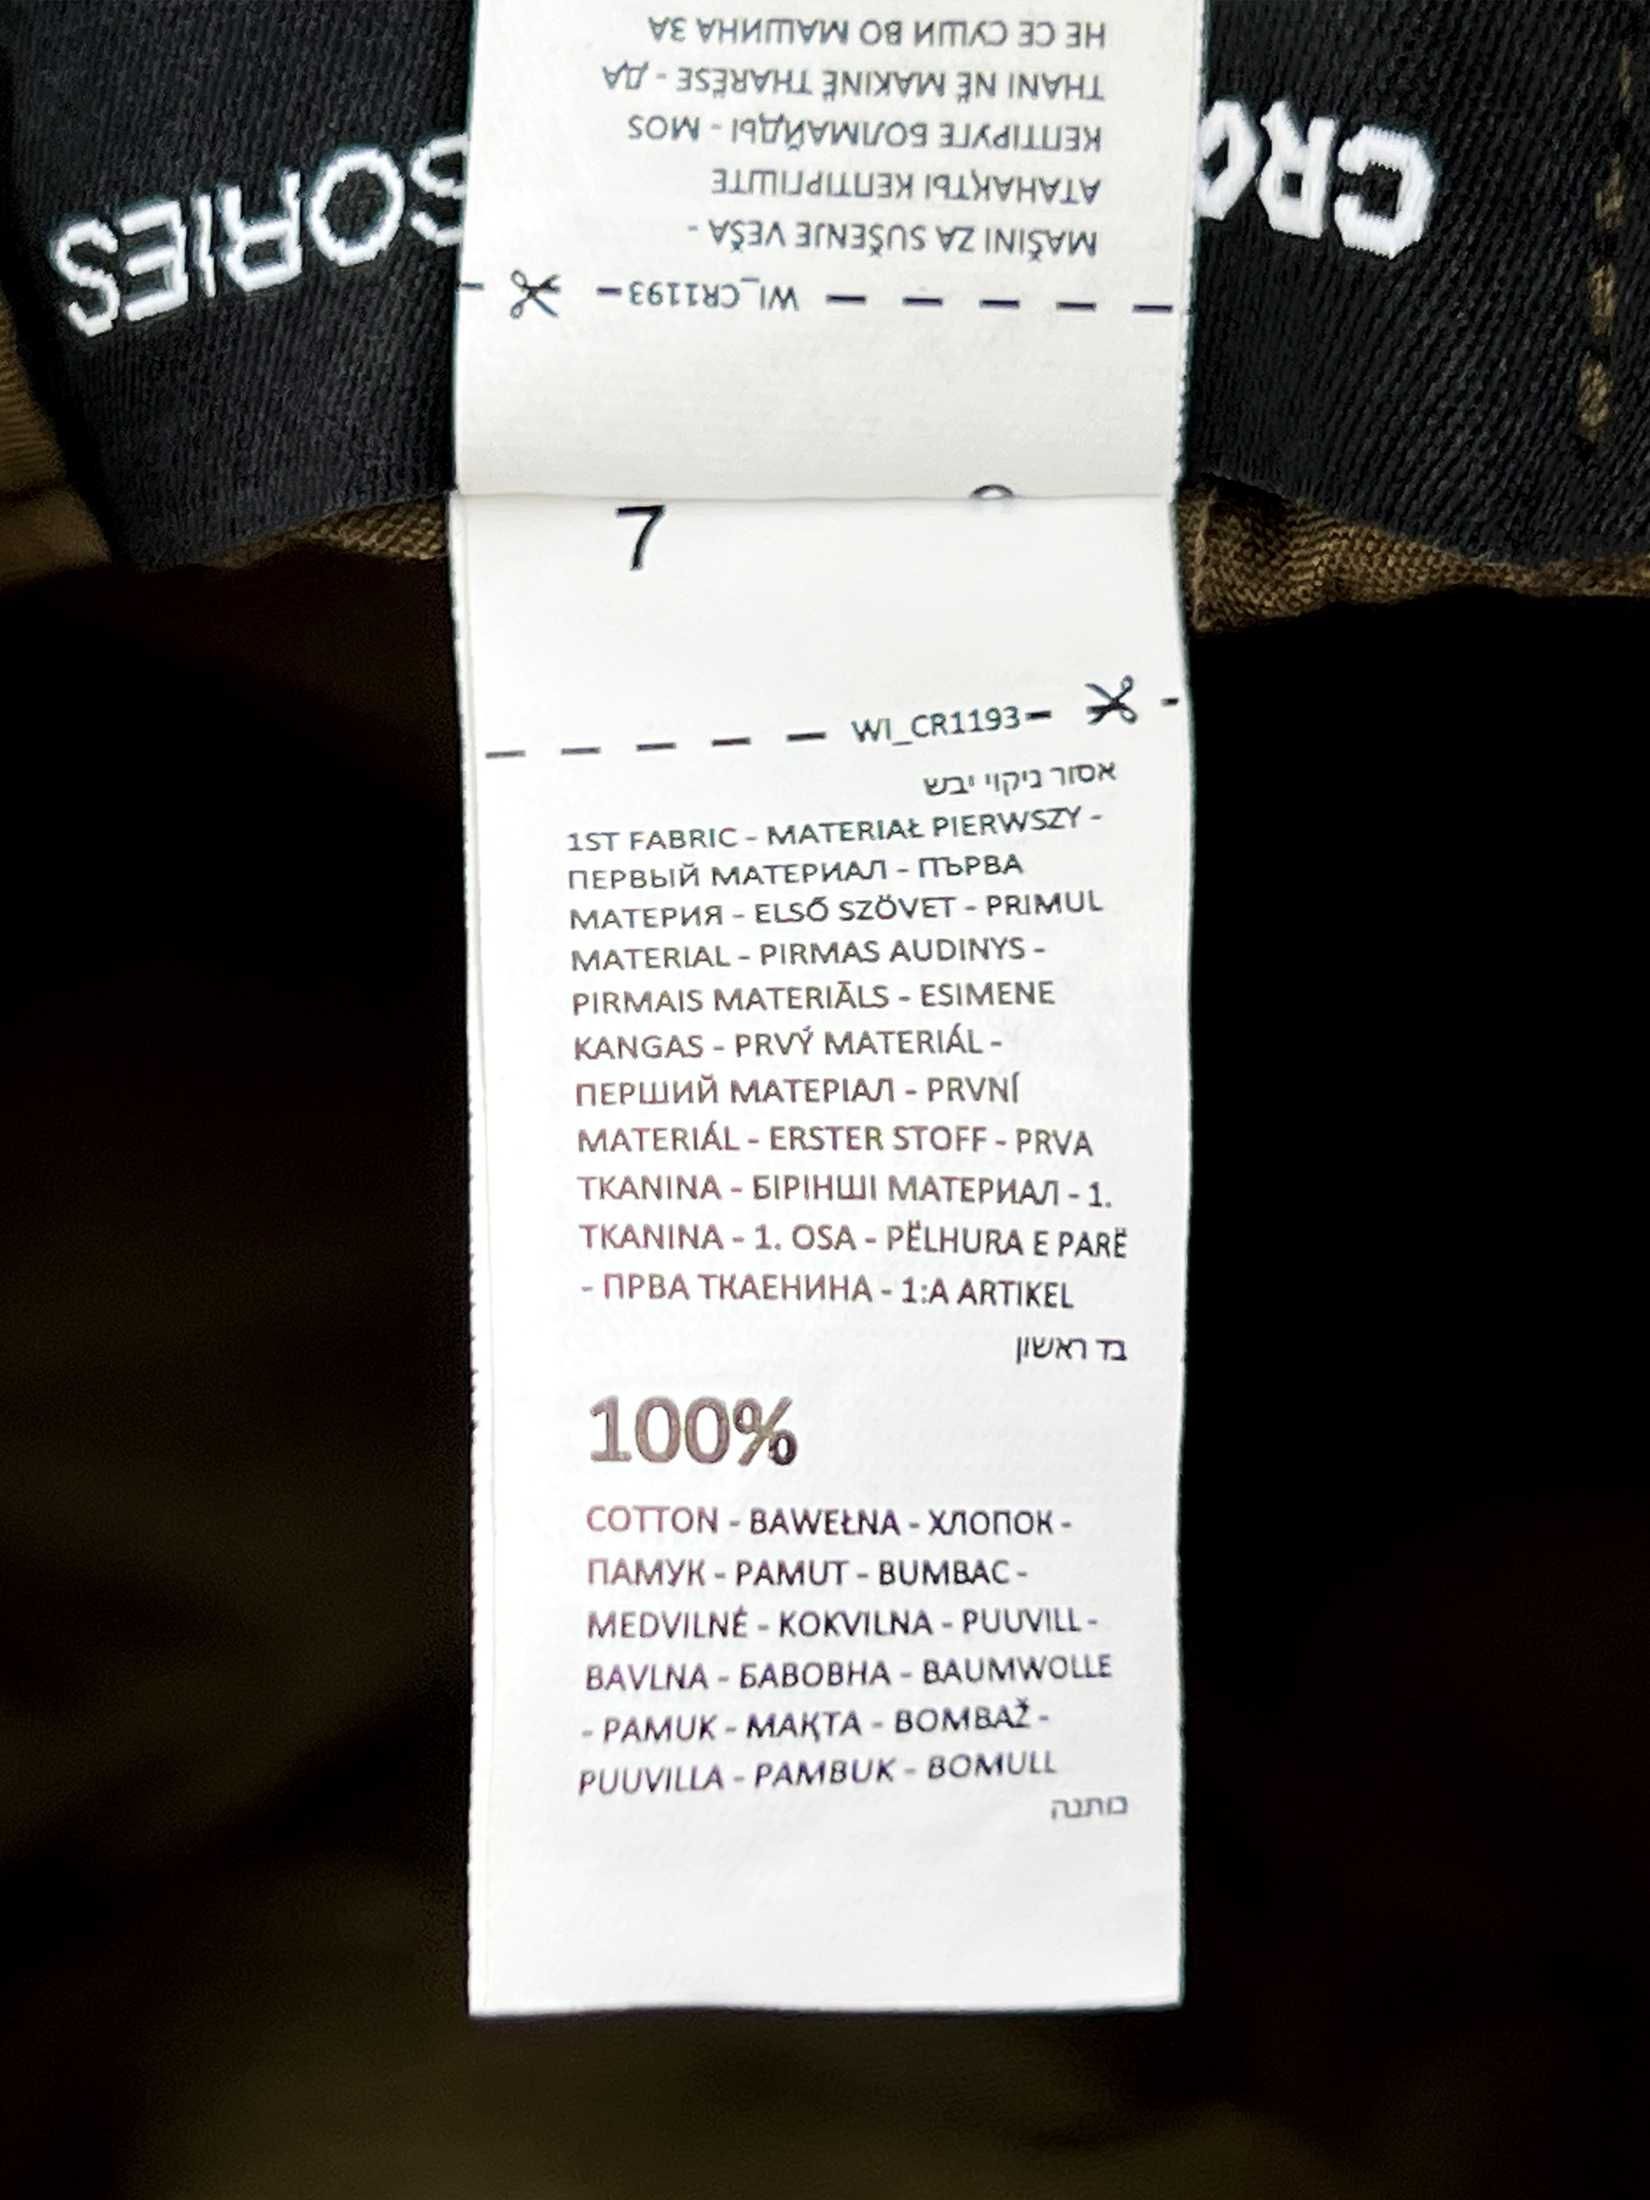 CRO SORIES
WI_CR1193
MAŠINI ZA SUŠENJE VEŠA -
АТАНАҚТЫ КЕПТІРГІШТЕ
КЕПТІРУГЕ БОЛМАЙДЫ - MOS
THANI NË MAKINË THARËSE - ДА
НЕ СЕ СУШИ ВО МАШИНА ЗА
7
WI_CR1193
אסור ניקוי יבש
1ST FABRIC - MATERIAŁ PIERWSZY -
ПЕРВЫЙ МАТЕРИАЛ - ПЪРВА
МАТЕРИЯ - ELSŐ SZÖVET - PRIMUL
MATERIAL - PIRMAS AUDINYS -
PIRMAIS MATERIĀLS - ESIMENE
KANGAS - PRVÝ MATERIÁL -
ПЕРШИЙ МАТЕРІАЛ - PRVNÍ
MATERIÁL - ERSTER STOFF - PRVA
TKANINA - БІРІНШІ МАТЕРИАЛ - 1.
TKANINA - 1. OSA - PËLHURA E PARË
- ПРВА ТКАЕНИНА - 1:A ARTIKEL
בד ראשון
100%
COTTON - BAWEŁNA - ХЛОПОК -
ПАМУК - PAMUT - BUMBAC -
MEDVILNĖ - KOKVILNA - PUUVILL -
BAVLNA - БАВОВНА - BAUMWOLLE
- PAMUK - МАҚТА - BOMBAŽ -
PUUVILLA - PAMBUK - BOMULL
כותנה